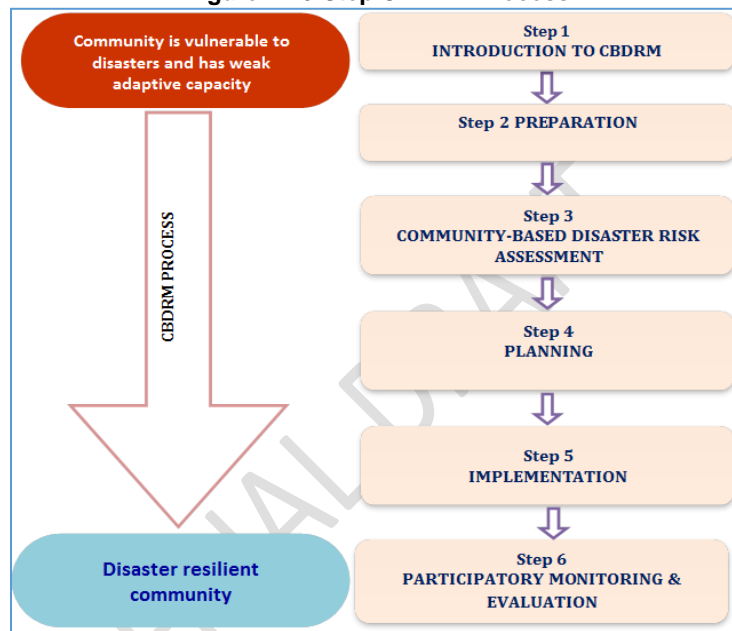 Community is vulnerable to
disasters and has weak
adaptive capacity
CBDRM PROCESS
Disaster resilient
community
Step 1
INTRODUCTION TO CBDRM
Step 2 PREPARATION
Step 3
COMMUNITY-BASED DISASTER RISK
ASSESSMENT
Step 4
PLANNING
Step 5
IMPLEMENTATION
Step 6
PARTICIPATORY MONITORING &
EVALUATION